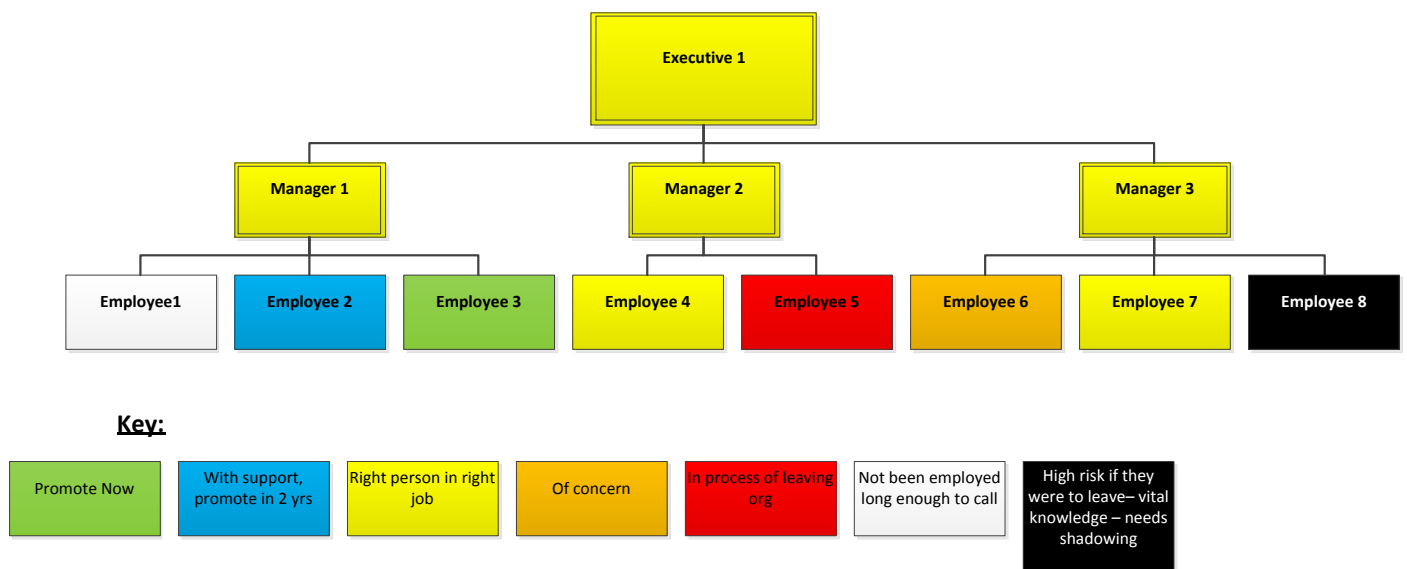 Executive 1
Manager 1
Manager 2
Manager 3
Employee1
Employee 2
Employee 3
Employee 4
Employee 5
Employee 6
Employee 7
Employee 8
Key:
Promote Now
With support,
promote in 2 yrs
Right person in right
job
Of concern
In process of leaving
org
Not been employed
long enough to call
High risk if they
were to leave– vital
knowledge – needs
shadowing